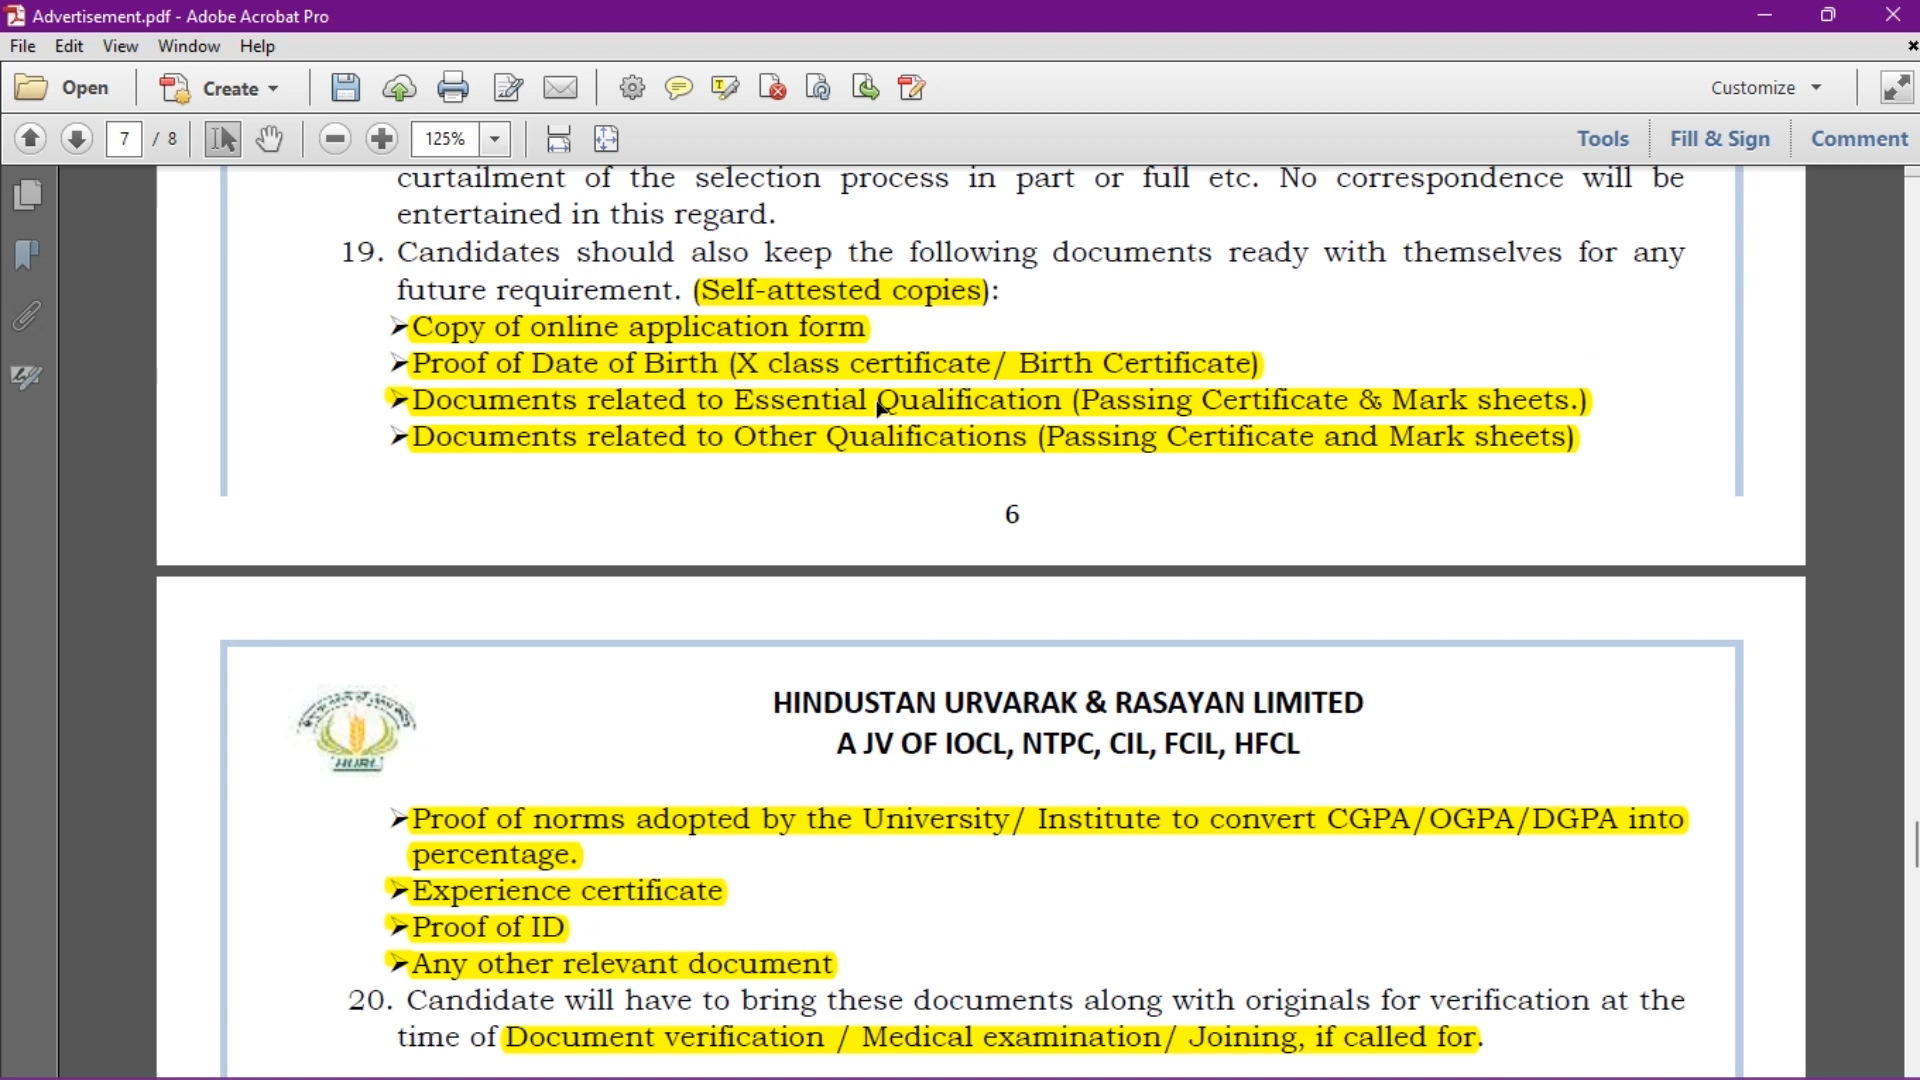 Advertisement.pdf - Adobe Acrobat Pro
File Edit View Window Help
Open Create Customize
7 / 8 125% Tools Fill & Sign Comment
curtailment of the selection process in part or full etc. No correspondence will be
entertained in this regard.
19. Candidates should also keep the following documents ready with themselves for any
future requirement. (Self-attested copies):
➢Copy of online application form
➢Proof of Date of Birth (X class certificate/ Birth Certificate)
➢Documents related to Essential Qualification (Passing Certificate & Mark sheets.)
➢Documents related to Other Qualifications (Passing Certificate and Mark sheets)
6
HINDUSTAN URVARAK & RASAYAN LIMITED
A JV OF IOCL, NTPC, CIL, FCIL, HFCL
HURL
➢Proof of norms adopted by the University/ Institute to convert CGPA/OGPA/DGPA into
percentage.
➢Experience certificate
➢Proof of ID
➢Any other relevant document
20. Candidate will have to bring these documents along with originals for verification at the
time of Document verification / Medical examination/ Joining, if called for.